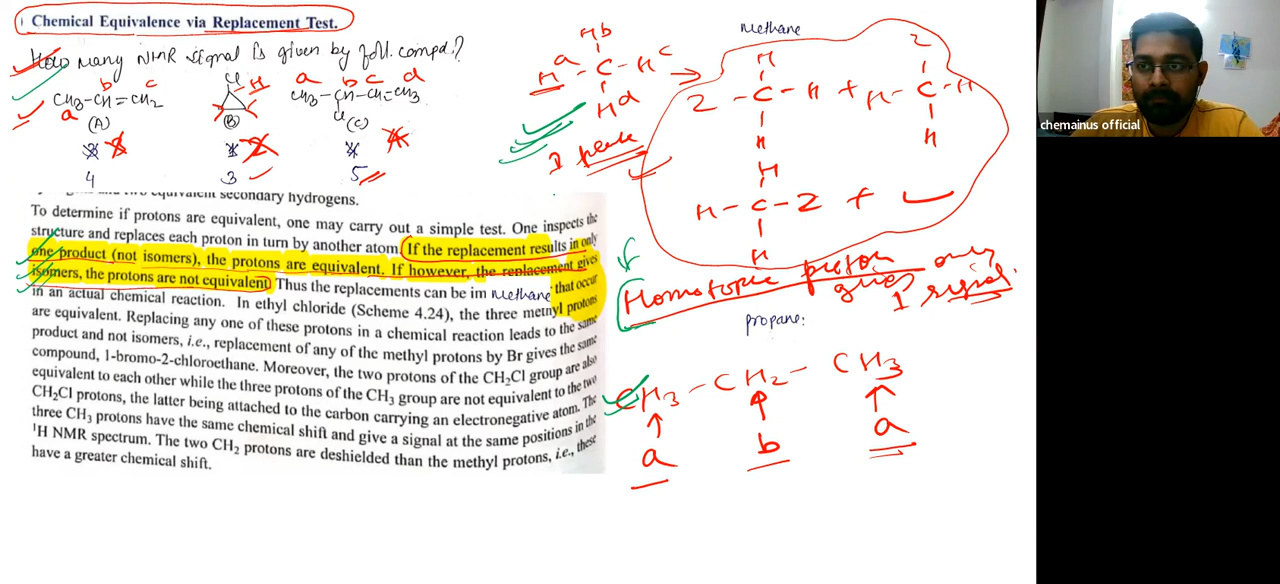 Chemical Equivalence via Replacement Test.
How many NMR signal is given by foll. compd.?
b c
CH3-CH=CH2
a
(A)
4
H
(B)
2
3
a b c d
CH3-CH-CH=CH3
Cl
(C)
4
5
Hb
Ha - C - Hc
Hd
1 peak
methane
H
Z - C - H + H - C - H
Z
H
H
H
H - C - Z +
H
Homotopic proton gives only 1 signal.
propane:
CH3 - CH2 - CH3
a b a
equivalent secondary hydrogens.
To determine if protons are equivalent, one may carry out a simple test. One inspects the
structure and replaces each proton in turn by another atom. If the replacement results in only
one product (not isomers), the protons are equivalent. If however, the replacement gives
isomers, the protons are not equivalent. Thus the replacements can be im methane that occur
in an actual chemical reaction. In ethyl chloride (Scheme 4.24), the three methyl protons
are equivalent. Replacing any one of these protons in a chemical reaction leads to the same
product and not isomers, i.e., replacement of any of the methyl protons by Br gives the same
compound, 1-bromo-2-chloroethane. Moreover, the two protons of the CH2Cl group are also
equivalent to each other while the three protons of the CH3 group are not equivalent to the two
CH2Cl protons, the latter being attached to the carbon carrying an electronegative atom. The
three CH3 protons have the same chemical shift and give a signal at the same positions in the
1H NMR spectrum. The two CH2 protons are deshielded than the methyl protons, i.e., these
have a greater chemical shift.
chemainus official